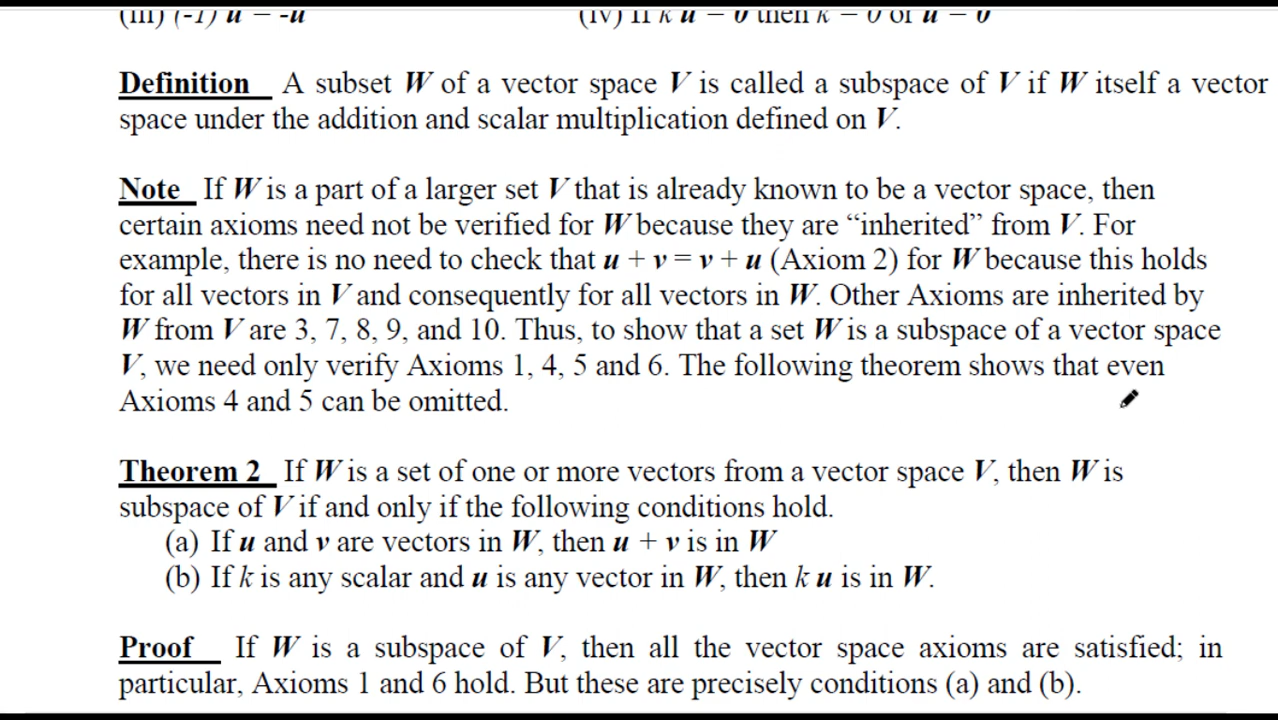 (iii) (-1) u = -u (iv) If k u = 0 then k = 0 or u = 0
Definition A subset W of a vector space V is called a subspace of V if W itself a vector
space under the addition and scalar multiplication defined on V.
Note If W is a part of a larger set V that is already known to be a vector space, then
certain axioms need not be verified for W because they are “inherited” from V. For
example, there is no need to check that u + v = v + u (Axiom 2) for W because this holds
for all vectors in V and consequently for all vectors in W. Other Axioms are inherited by
W from V are 3, 7, 8, 9, and 10. Thus, to show that a set W is a subspace of a vector space
V, we need only verify Axioms 1, 4, 5 and 6. The following theorem shows that even
Axioms 4 and 5 can be omitted.
Theorem 2 If W is a set of one or more vectors from a vector space V, then W is
subspace of V if and only if the following conditions hold.
(a) If u and v are vectors in W, then u + v is in W
(b) If k is any scalar and u is any vector in W, then k u is in W.
Proof If W is a subspace of V, then all the vector space axioms are satisfied; in
particular, Axioms 1 and 6 hold. But these are precisely conditions (a) and (b).